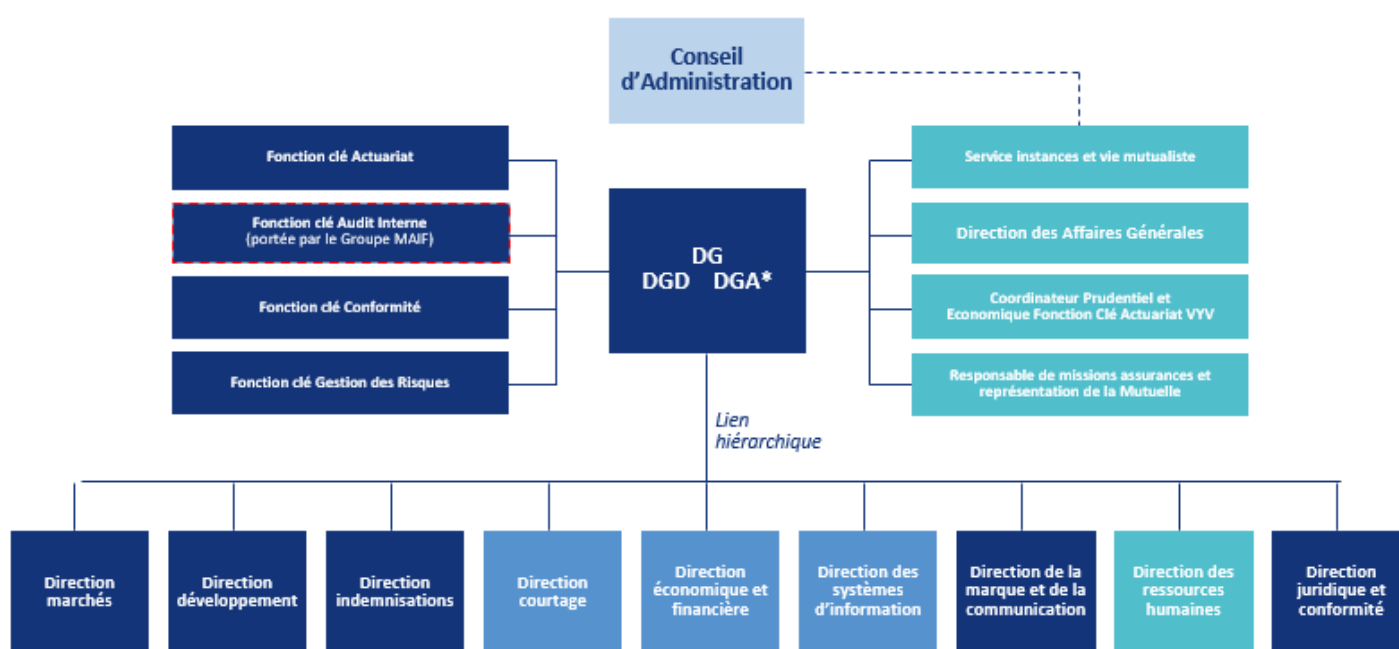 Conseil
d'Administration
Fonction clé Actuariat
Fonction clé Audit Interne
(portée par le Groupe MAIF)
Fonction clé Conformité
Fonction clé Gestion des Risques
DG
DGD DGA*
Service instances et vie mutualiste
Direction des Affaires Générales
Coordinateur Prudentiel et
Economique Fonction Clé Actuariat VYV
Responsable de missions assurances et
représentation de la Mutuelle
Lien
hiérarchique
Direction
marchés
Direction
développement
Direction
indemnisations
Direction
courtage
Direction
économique et
financière
Direction des
systèmes
d'information
Direction de la
marque et de la
communication
Direction des
ressources
humaines
Direction
juridique et
conformité